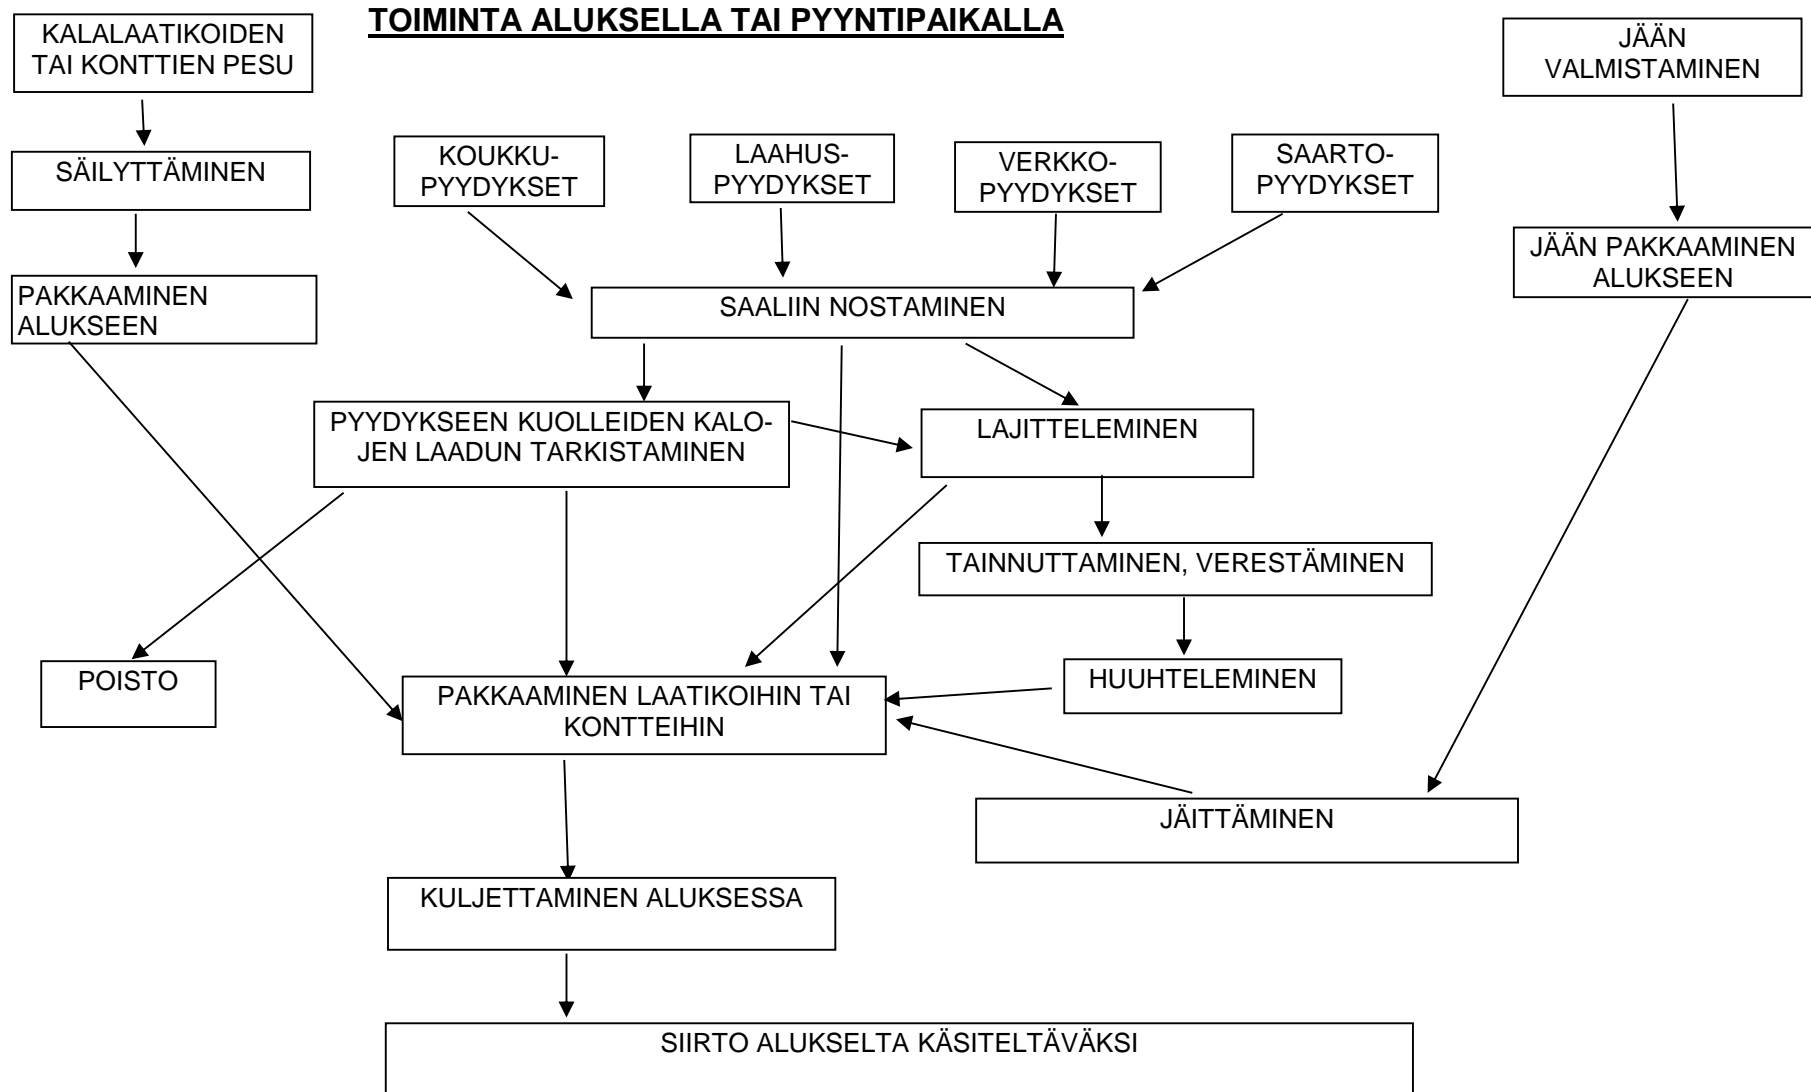 TOIMINTA ALUKSELLA TAI PYYNTIPAIKALLA
KALALAATIKOIDEN
TAI KONTTIEN PESU
JÄÄN
VALMISTAMINEN
SÄILYTTÄMINEN
KOUKKU-
PYYDYKSET
LAAHUS-
PYYDYKSET
VERKKO-
PYYDYKSET
SAARTO-
PYYDYKSET
JÄÄN PAKKAAMINEN
ALUKSEEN
PAKKAAMINEN
ALUKSEEN
SAALIIN NOSTAMINEN
PYYDYKSEEN KUOLLEIDEN KALO-
JEN LAADUN TARKISTAMINEN
LAJITTELEMINEN
TAINNUTTAMINEN, VERESTÄMINEN
POISTO
PAKKAAMINEN LAATIKOIHIN TAI
KONTTEIHIN
HUUHTELEMINEN
JÄITTÄMINEN
KULJETTAMINEN ALUKSESSA
SIIRTO ALUKSELTA KÄSITELTÄVÄKSI